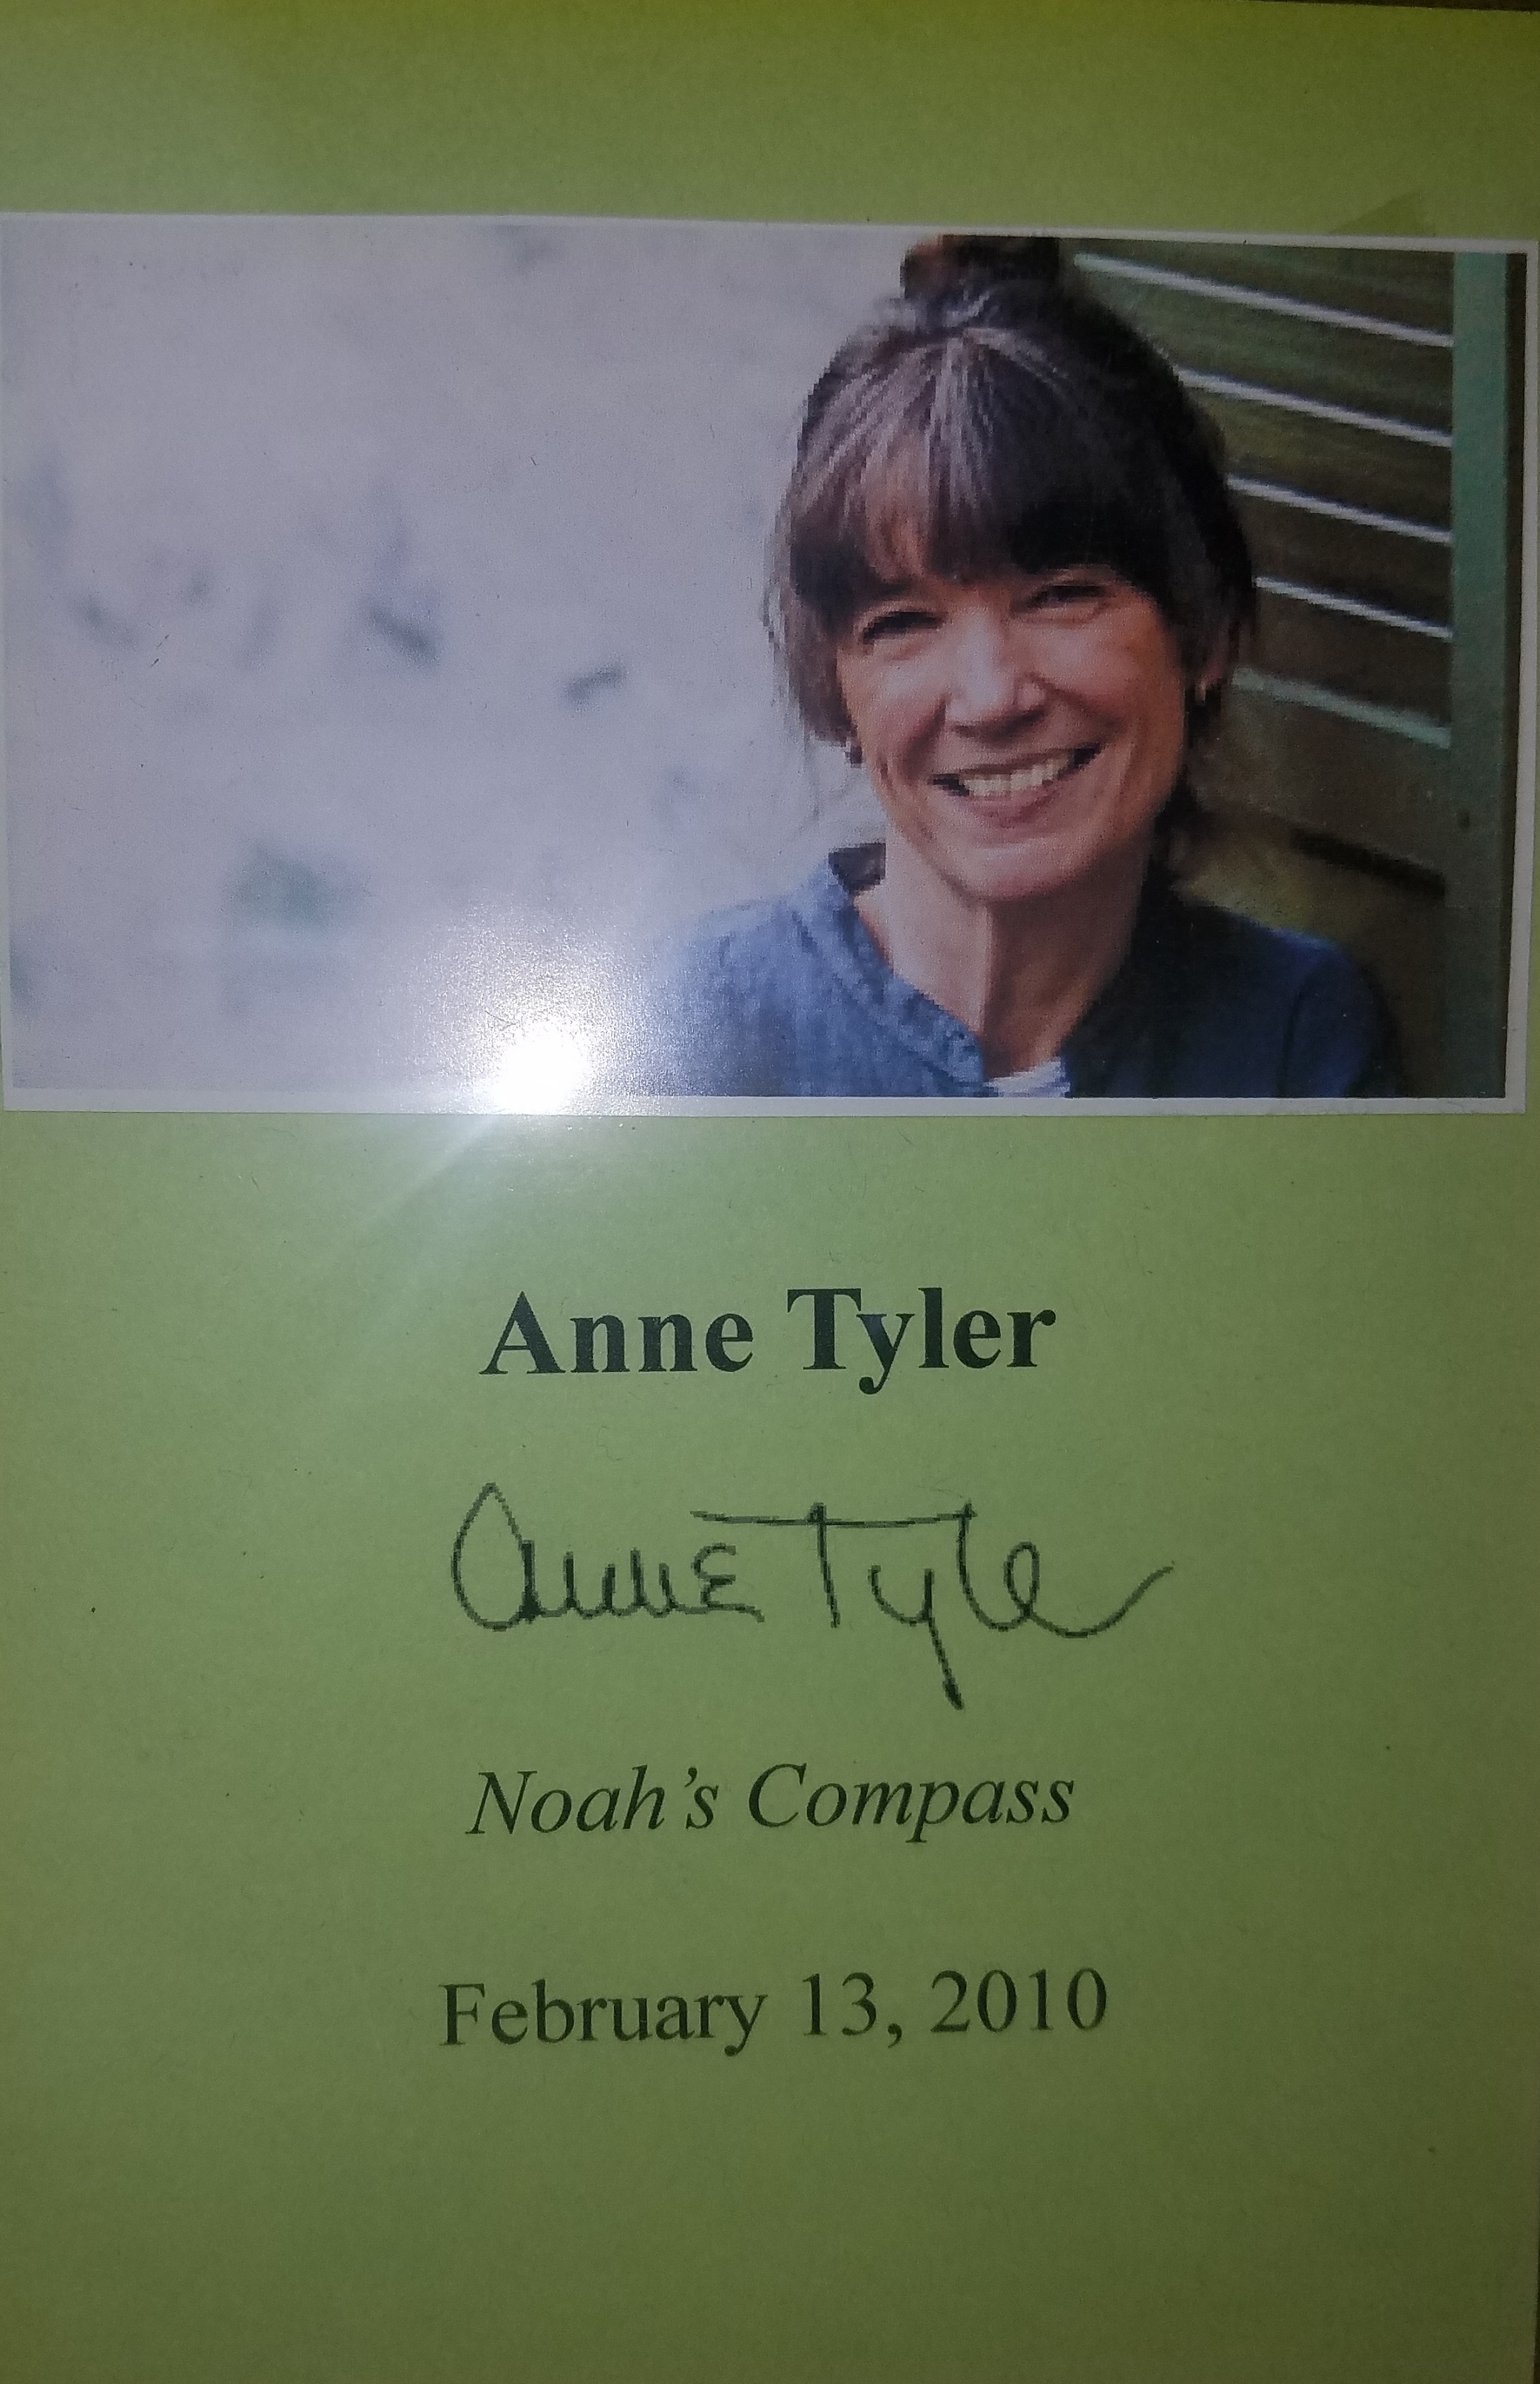 Anne Tyler
Anne Tyler
Noah's Compass
February 13, 2010